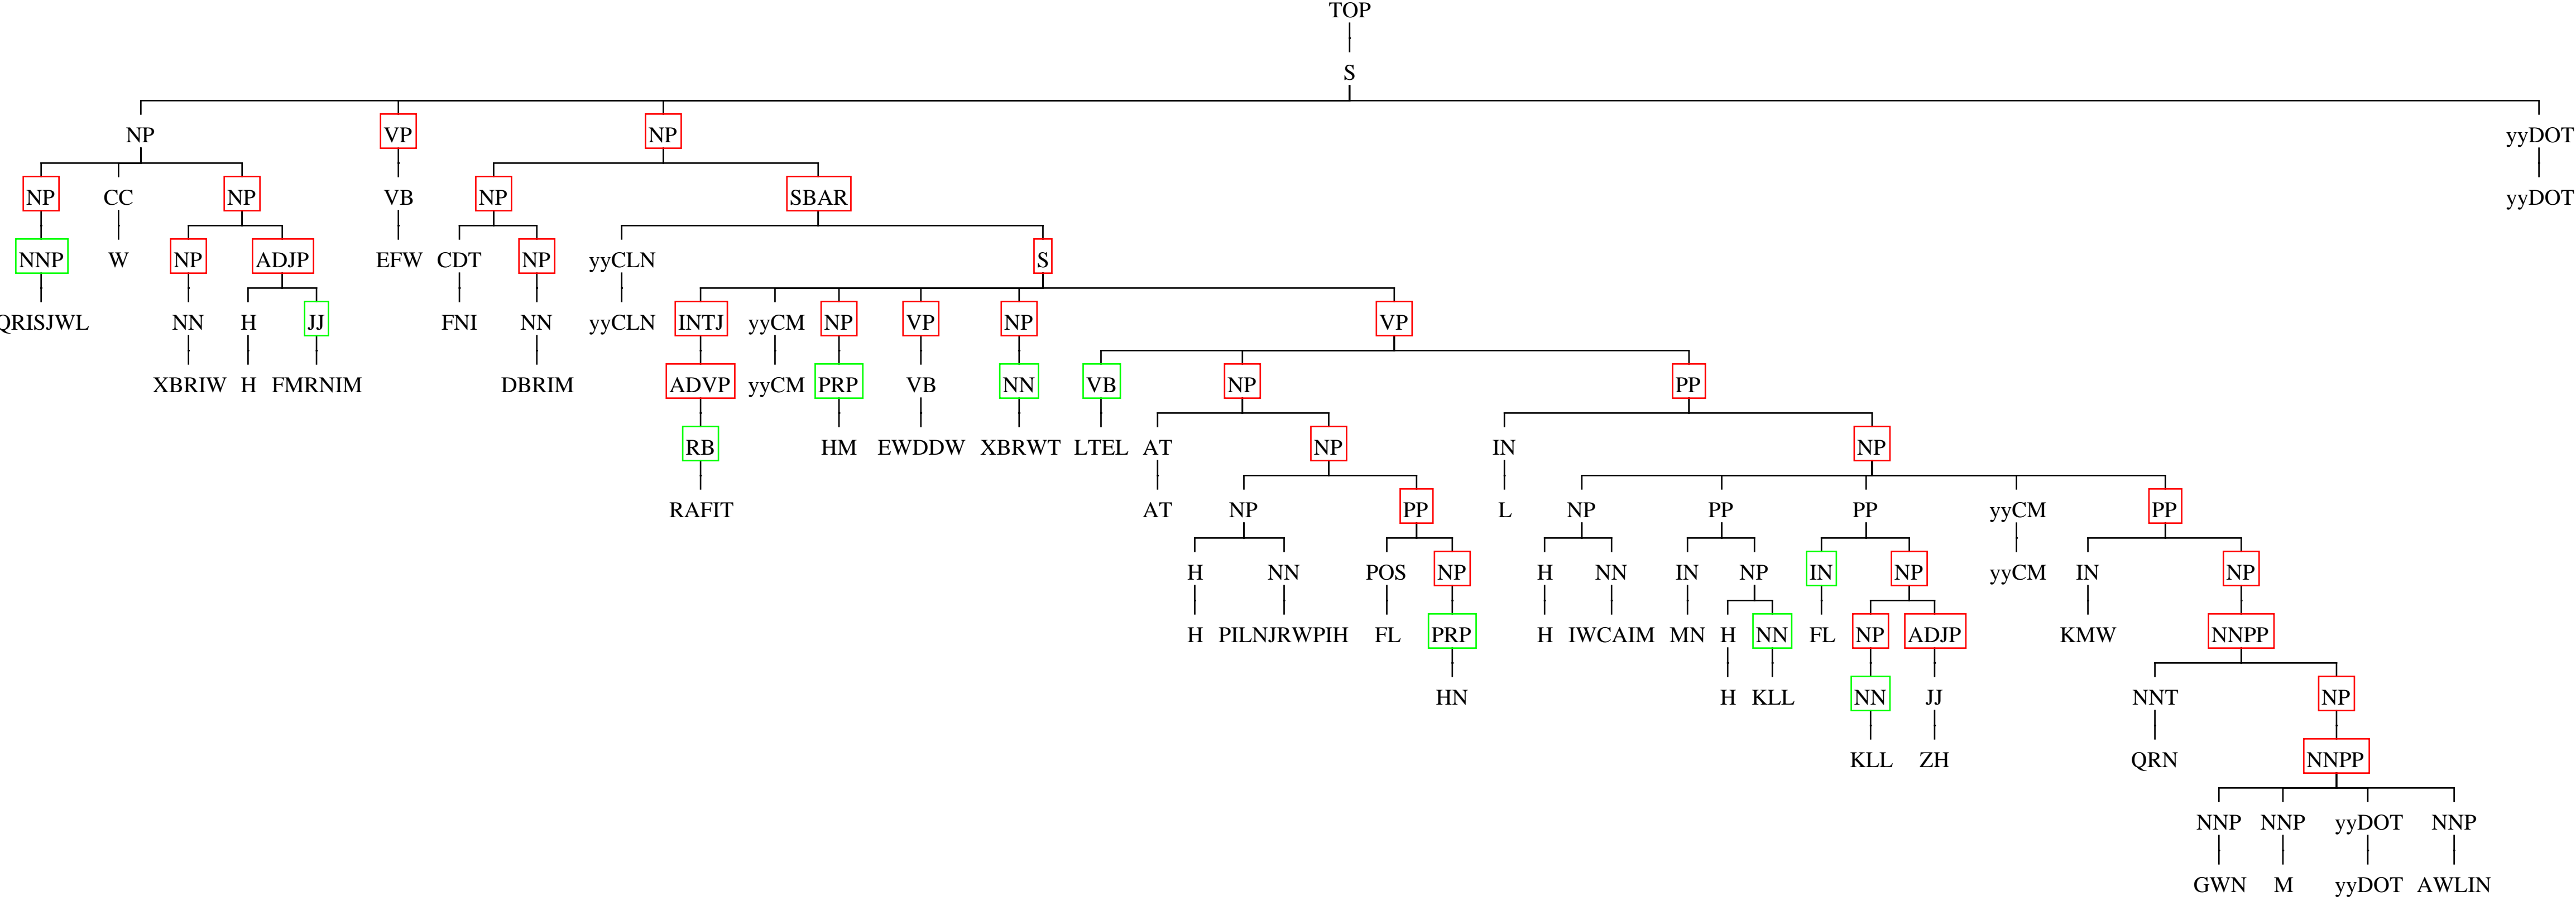 TOP
S
NP VP NP yyDOT
NP CC NP VB NP SBAR yyDOT
NNP W NP ADJP EFW CDT NP yyCLN S
QRISJWL NN H JJ FNI NN yyCLN INTJ yyCM NP VP NP VP
XBRIW H FMRNIM DBRIM ADVP yyCM PRP VB NN VB NP PP
RB HM EWDDW XBRWT LTEL AT NP IN NP
RAFIT AT NP PP L NP PP PP yyCM PP
H NN POS NP H NN IN NP IN NP yyCM IN NP
H PILNJRWPIH FL PRP H IWCAIM MN H NN FL NP ADJP KMW NNPP
HN H KLL NN JJ NNT NP
KLL ZH QRN NNPP
NNP NNP yyDOT NNP
GWN M yyDOT AWLIN